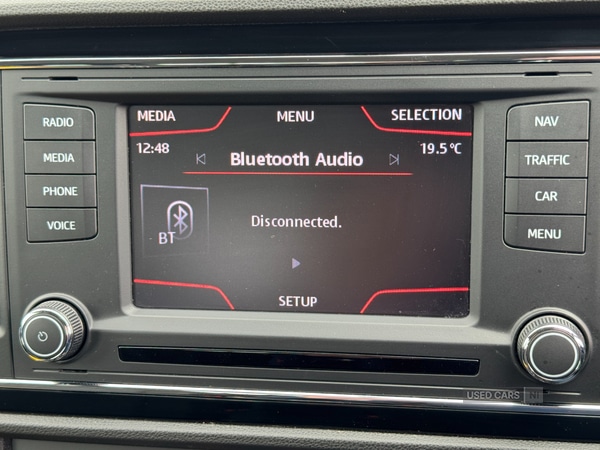 RADIO
MEDIA
PHONE
VOICE
MEDIA MENU SELECTION
12:48 19.5 °C
Bluetooth Audio
BT
Disconnected.
SETUP
NAV
TRAFFIC
CAR
MENU
USED CARS NI